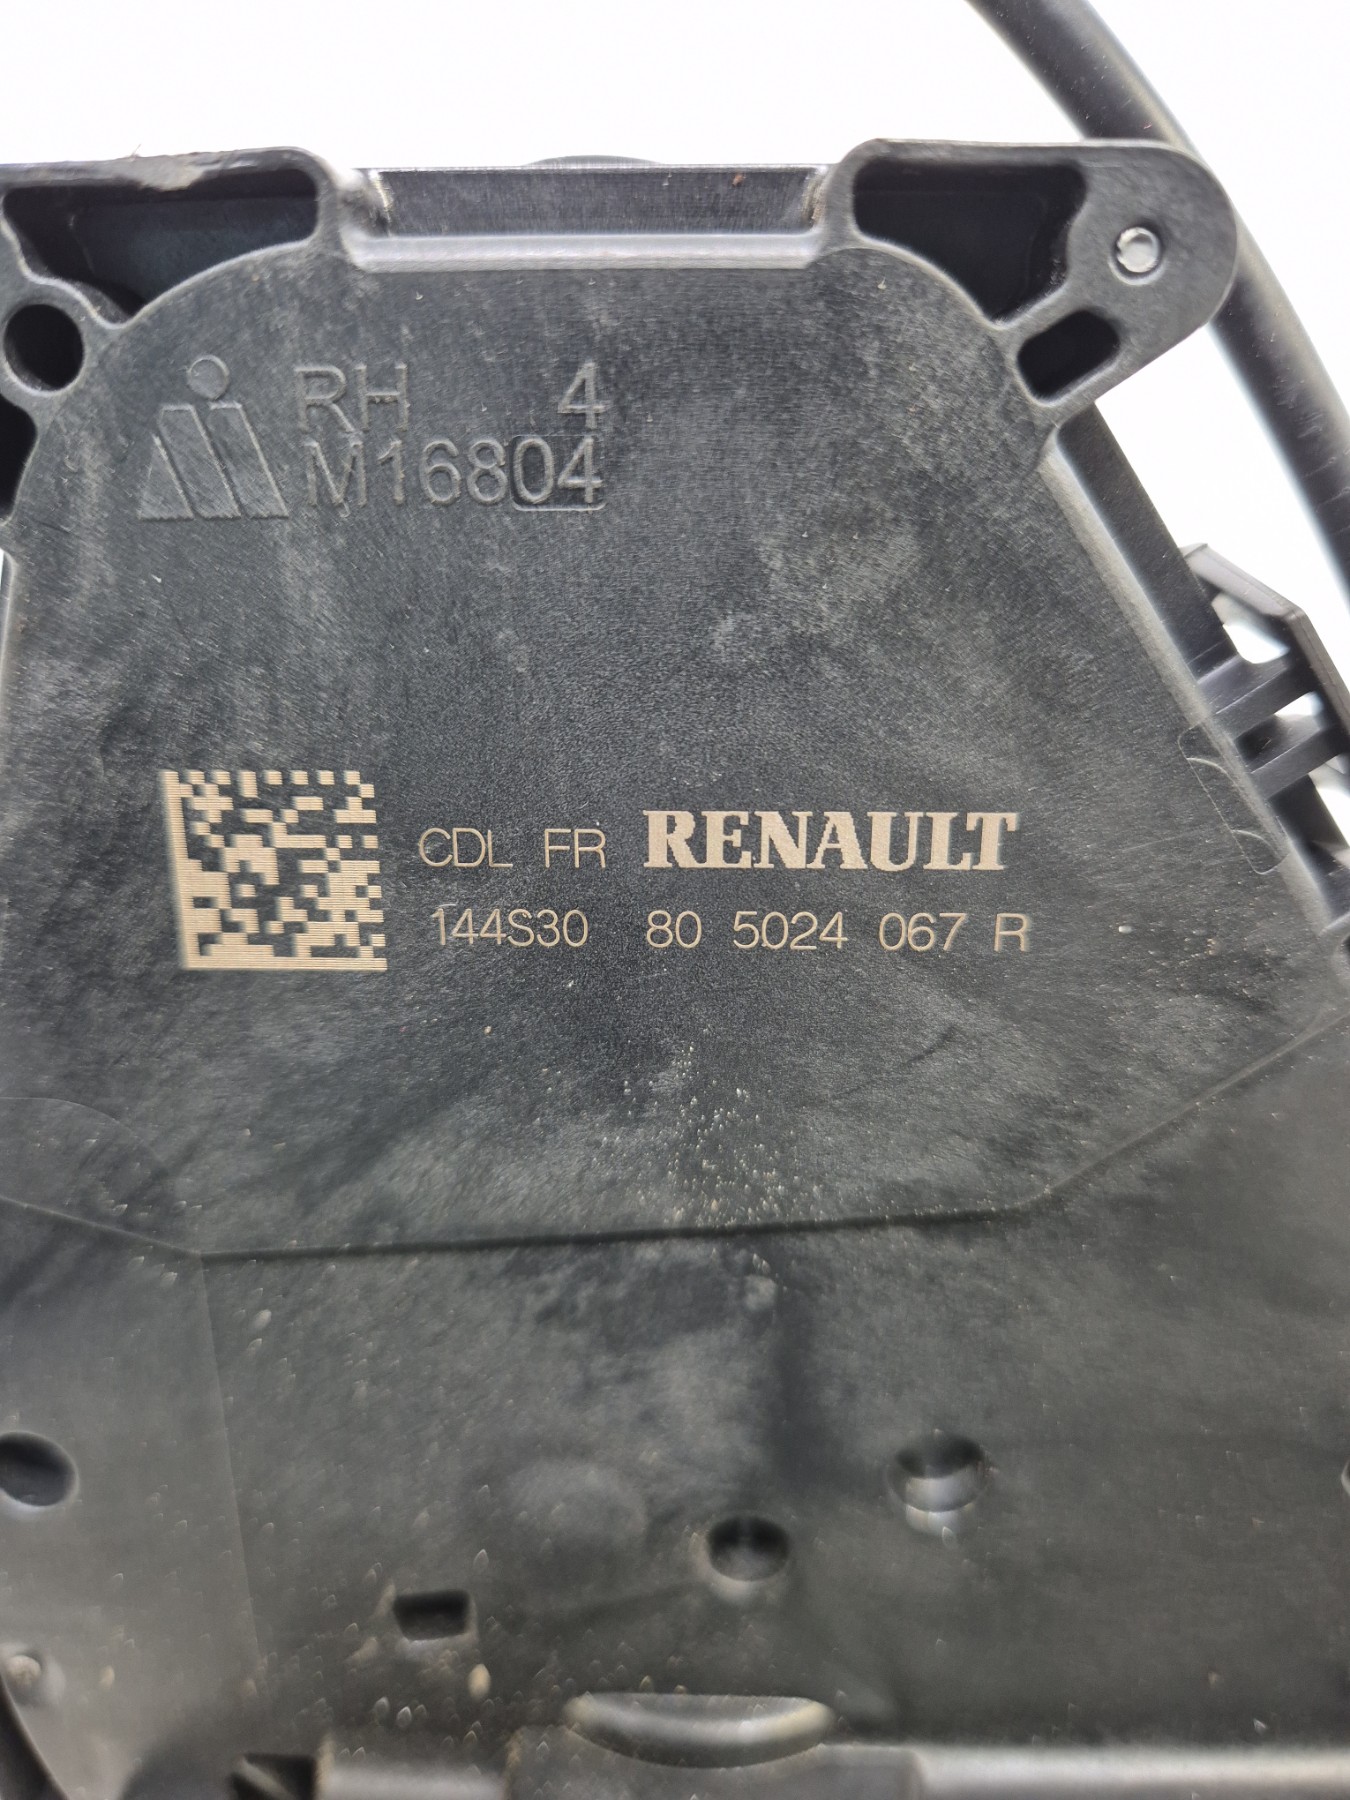 RH 4
M16804
CDL FR RENAULT
144S30 80 5024 067 R